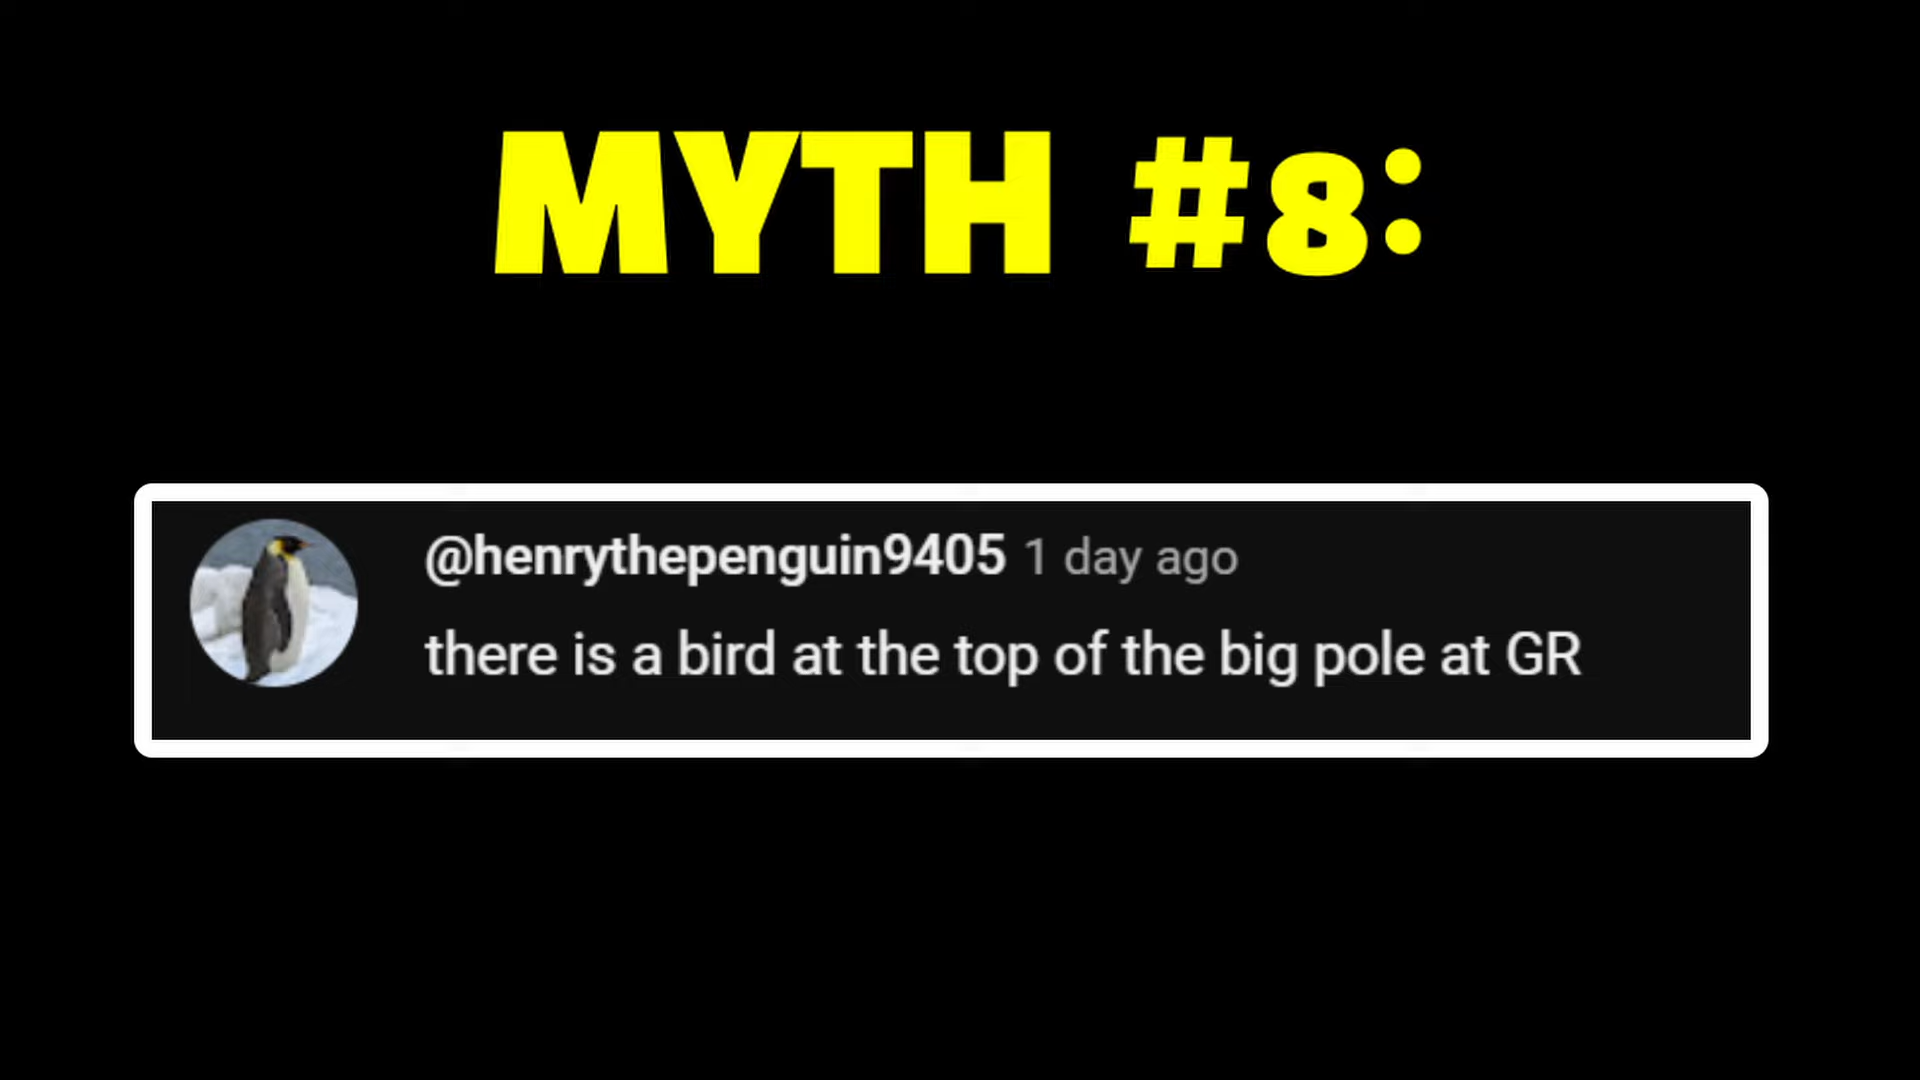 MYTH #8:
@henrythepenguin9405 1 day ago
there is a bird at the top of the big pole at GR